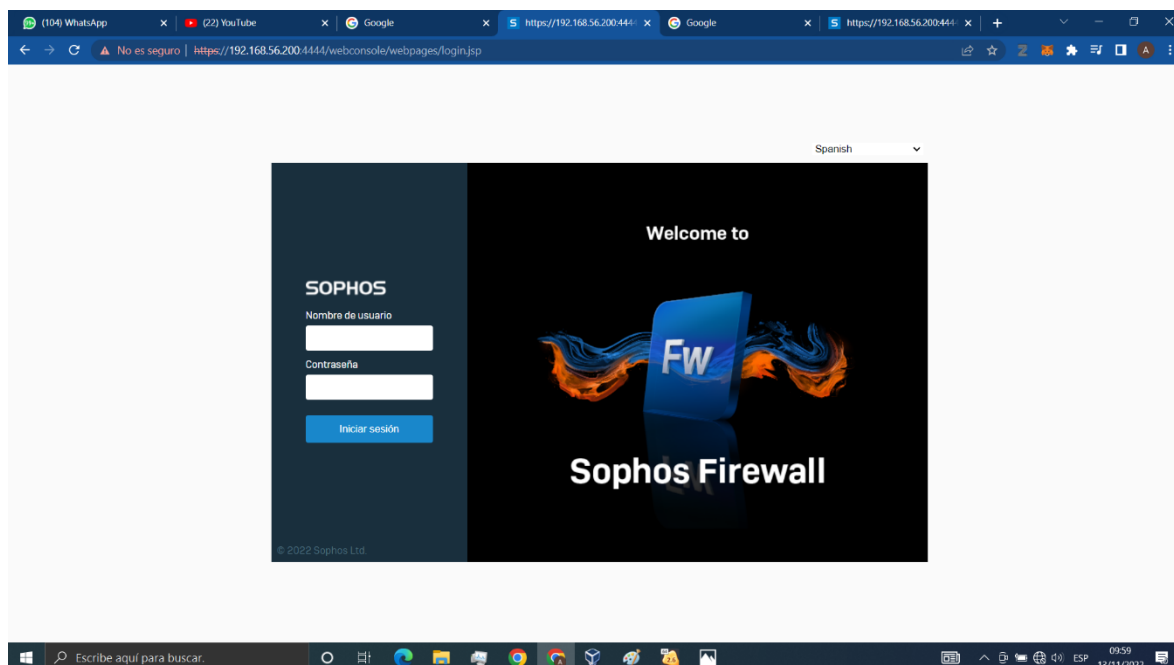 (104) WhatsApp
(22) YouTube
Google
https://192.168.56.200:444
Google
https://192.168.56.200:444
No es seguro | https://192.168.56.200:4444/webconsole/webpages/login.jsp
A
Spanish
Welcome to
SOPHOS
Nombre de usuario
Contraseña
Iniciar sesión
Fw
Sophos Firewall
© 2022 Sophos Ltd.
Escribe aquí para buscar.
ESP
09:59